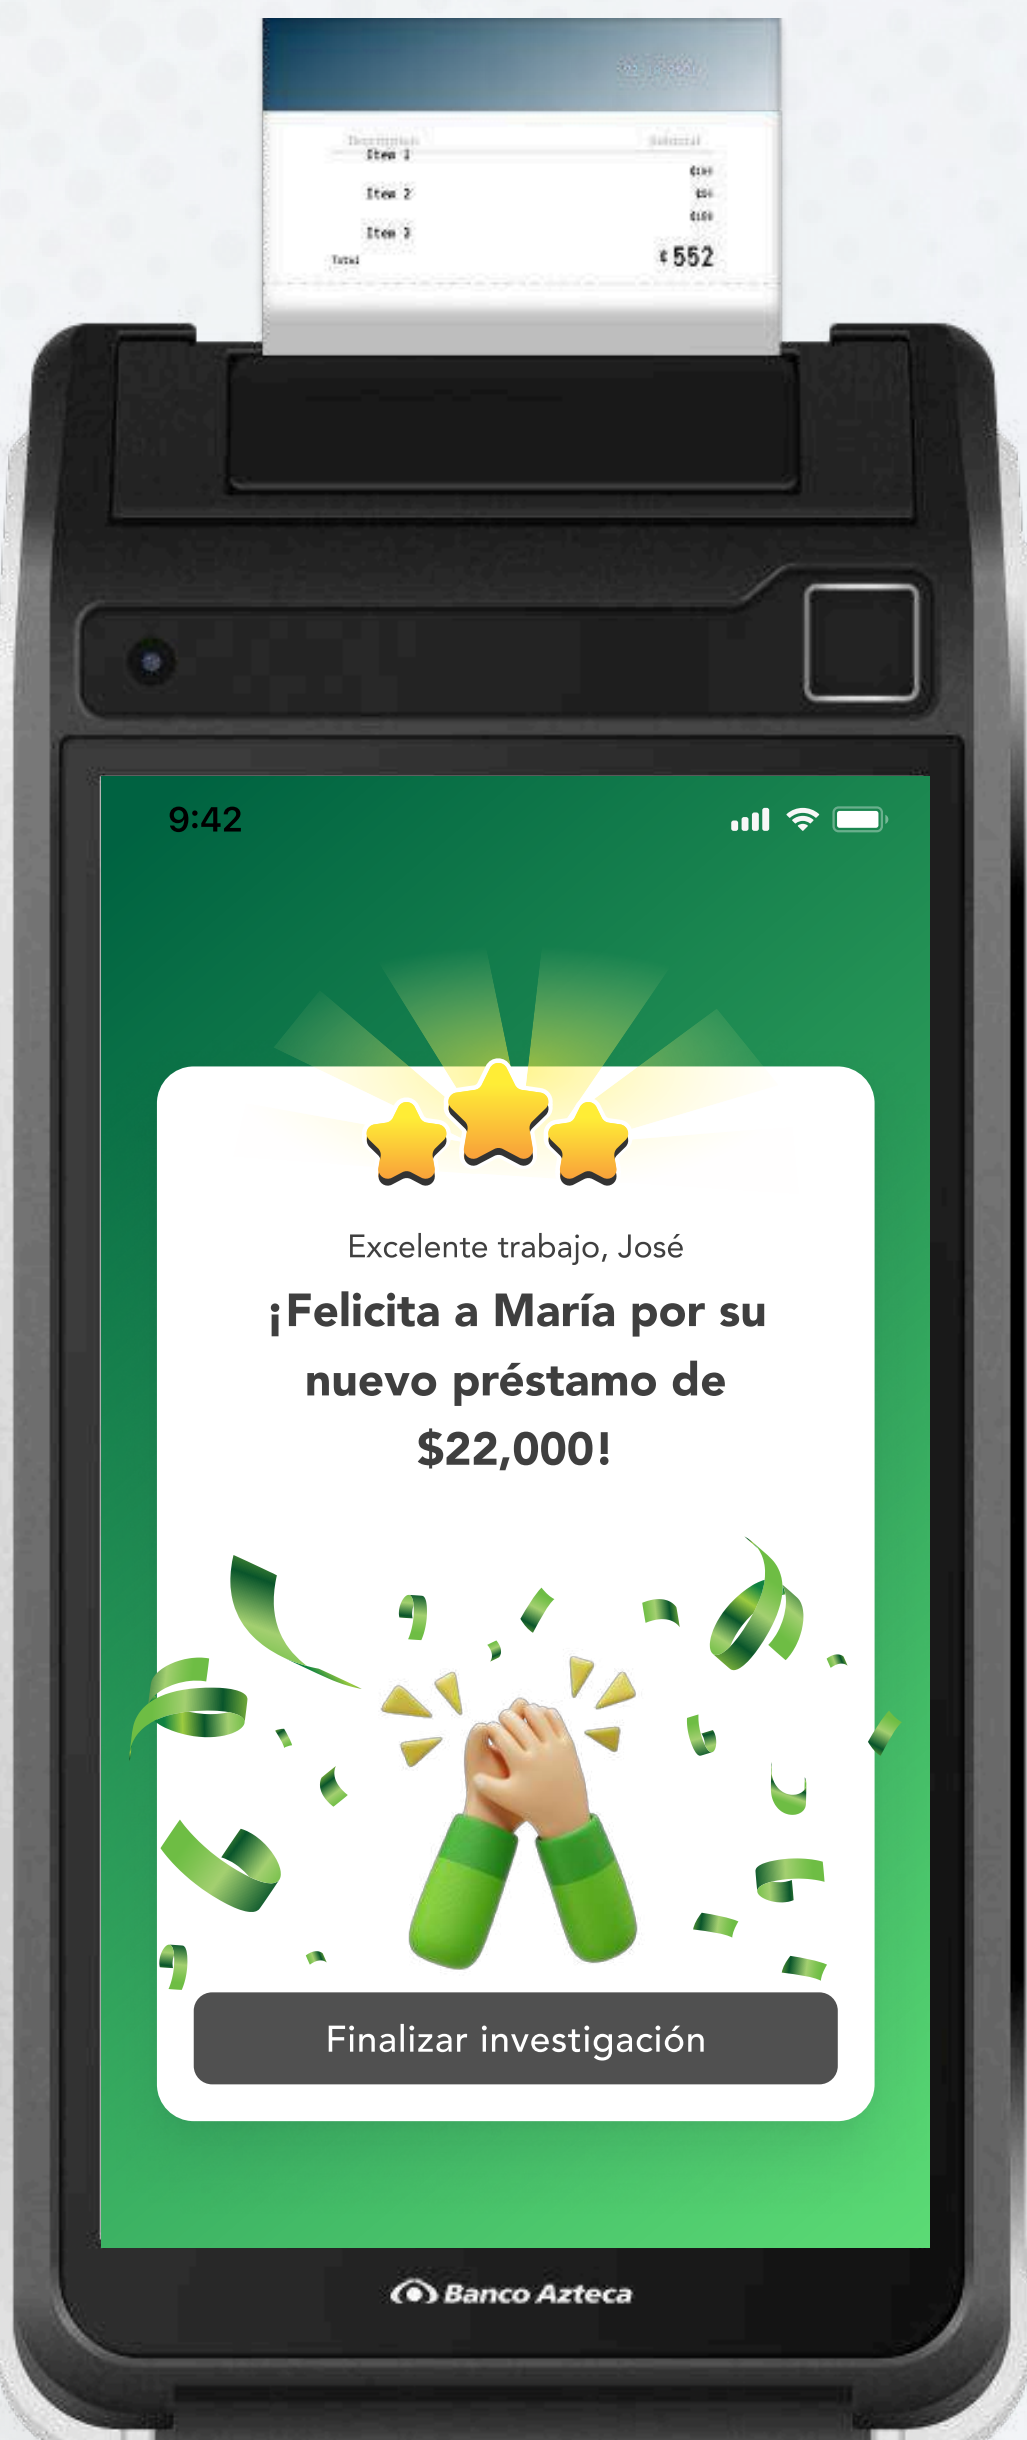 Item 1
Item 2
Item 3
Total
¢552
9:42
Excelente trabajo, José
¡Felicita a María por su
nuevo préstamo de
$22,000!
Finalizar investigación
Banco Azteca